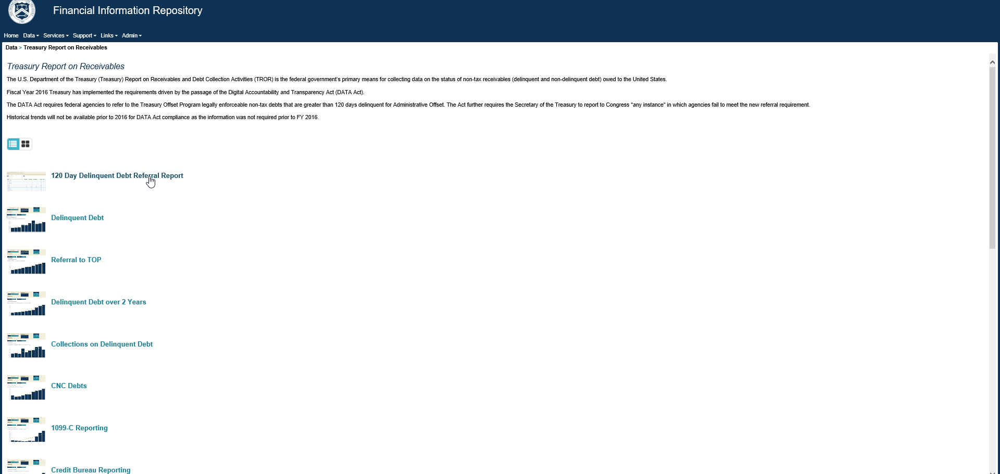 Financial Information Repository
Home Data Services Support Links Admin
Data > Treasury Report on Receivables
Treasury Report on Receivables
The U.S. Department of the Treasury (Treasury) Report on Receivables and Debt Collection Activities (TROR) is the federal government's primary means for collecting data on the status of non-tax receivables (delinquent and non-delinquent debt) owed to the United States.
Fiscal Year 2016 Treasury has implemented the requirements driven by the passage of the Digital Accountability and Transparency Act (DATA Act).
The DATA Act requires federal agencies to refer to the Treasury Offset Program legally enforceable non-tax debts that are greater than 120 days delinquent for Administrative Offset. The Act further requires the Secretary of the Treasury to report to Congress "any instance" in which agencies fail to meet the new referral requirement.
Historical trends will not be available prior to 2016 for DATA Act compliance as the information was not required prior to FY 2016.
120 Day Delinquent Debt Referral Report
Delinquent Debt
Referral to TOP
Delinquent Debt over 2 Years
Collections on Delinquent Debt
CNC Debts
1099-C Reporting
Credit Bureau Reporting